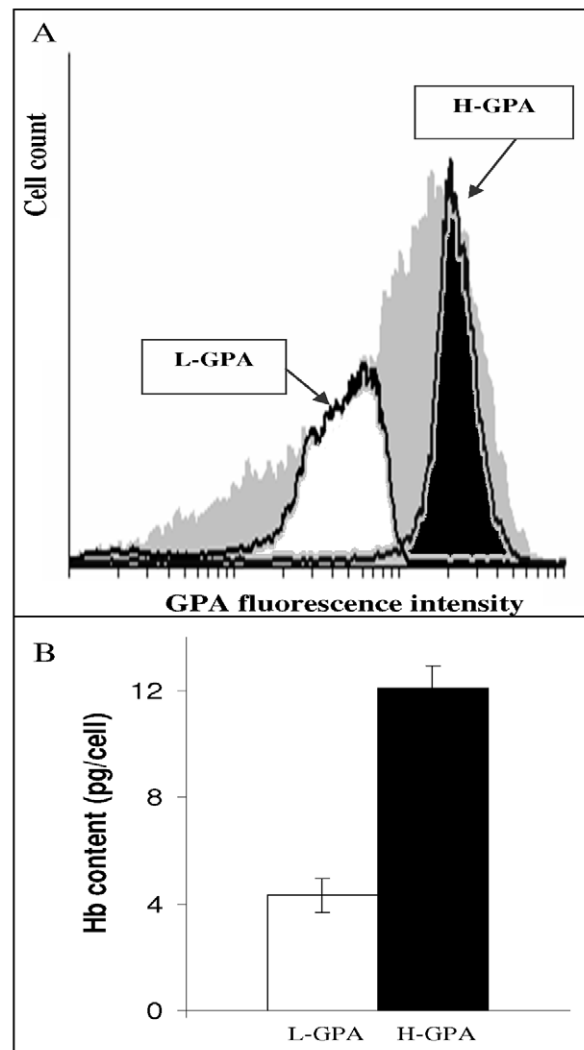 A
H-GPA
Cell count
L-GPA
GPA fluorescence intensity
B
Hb content (pg/cell)
12
8
4
0
L-GPA H-GPA